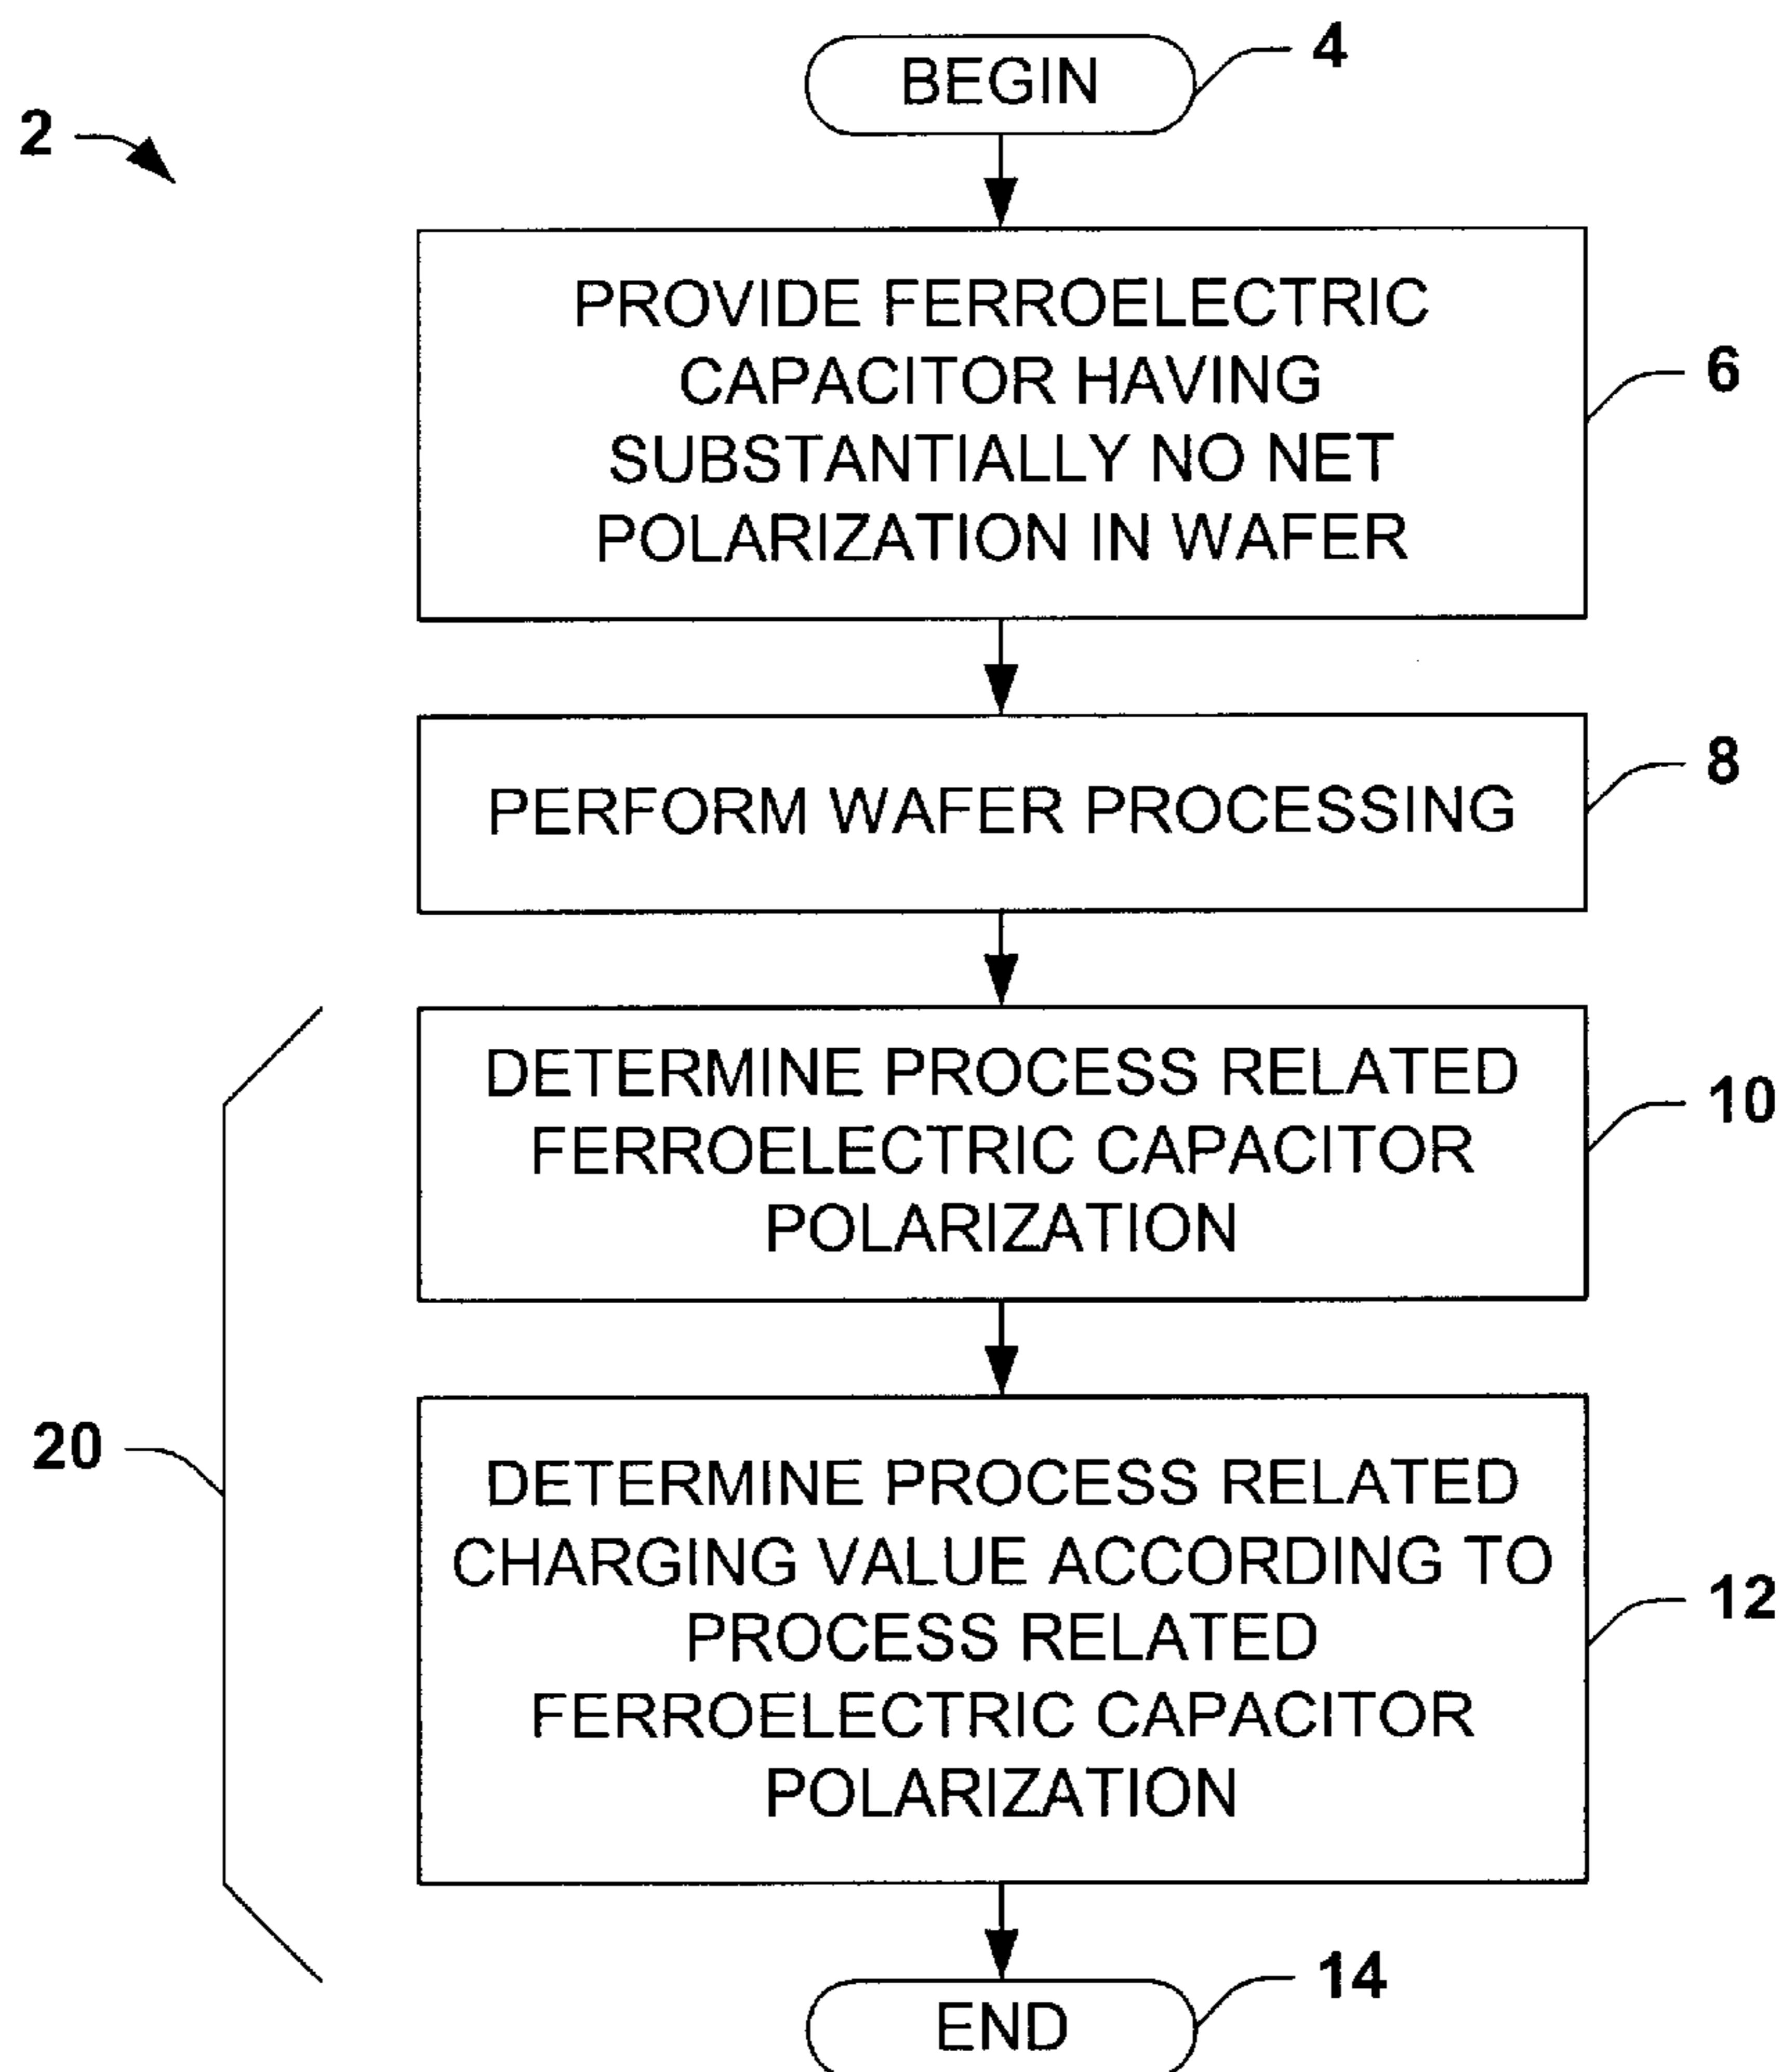 BEGIN
4
2
PROVIDE FERROELECTRIC
CAPACITOR HAVING
SUBSTANTIALLY NO NET
POLARIZATION IN WAFER
6
PERFORM WAFER PROCESSING
8
DETERMINE PROCESS RELATED
FERROELECTRIC CAPACITOR
POLARIZATION
10
20
DETERMINE PROCESS RELATED
CHARGING VALUE ACCORDING TO
PROCESS RELATED
FERROELECTRIC CAPACITOR
POLARIZATION
12
END
14